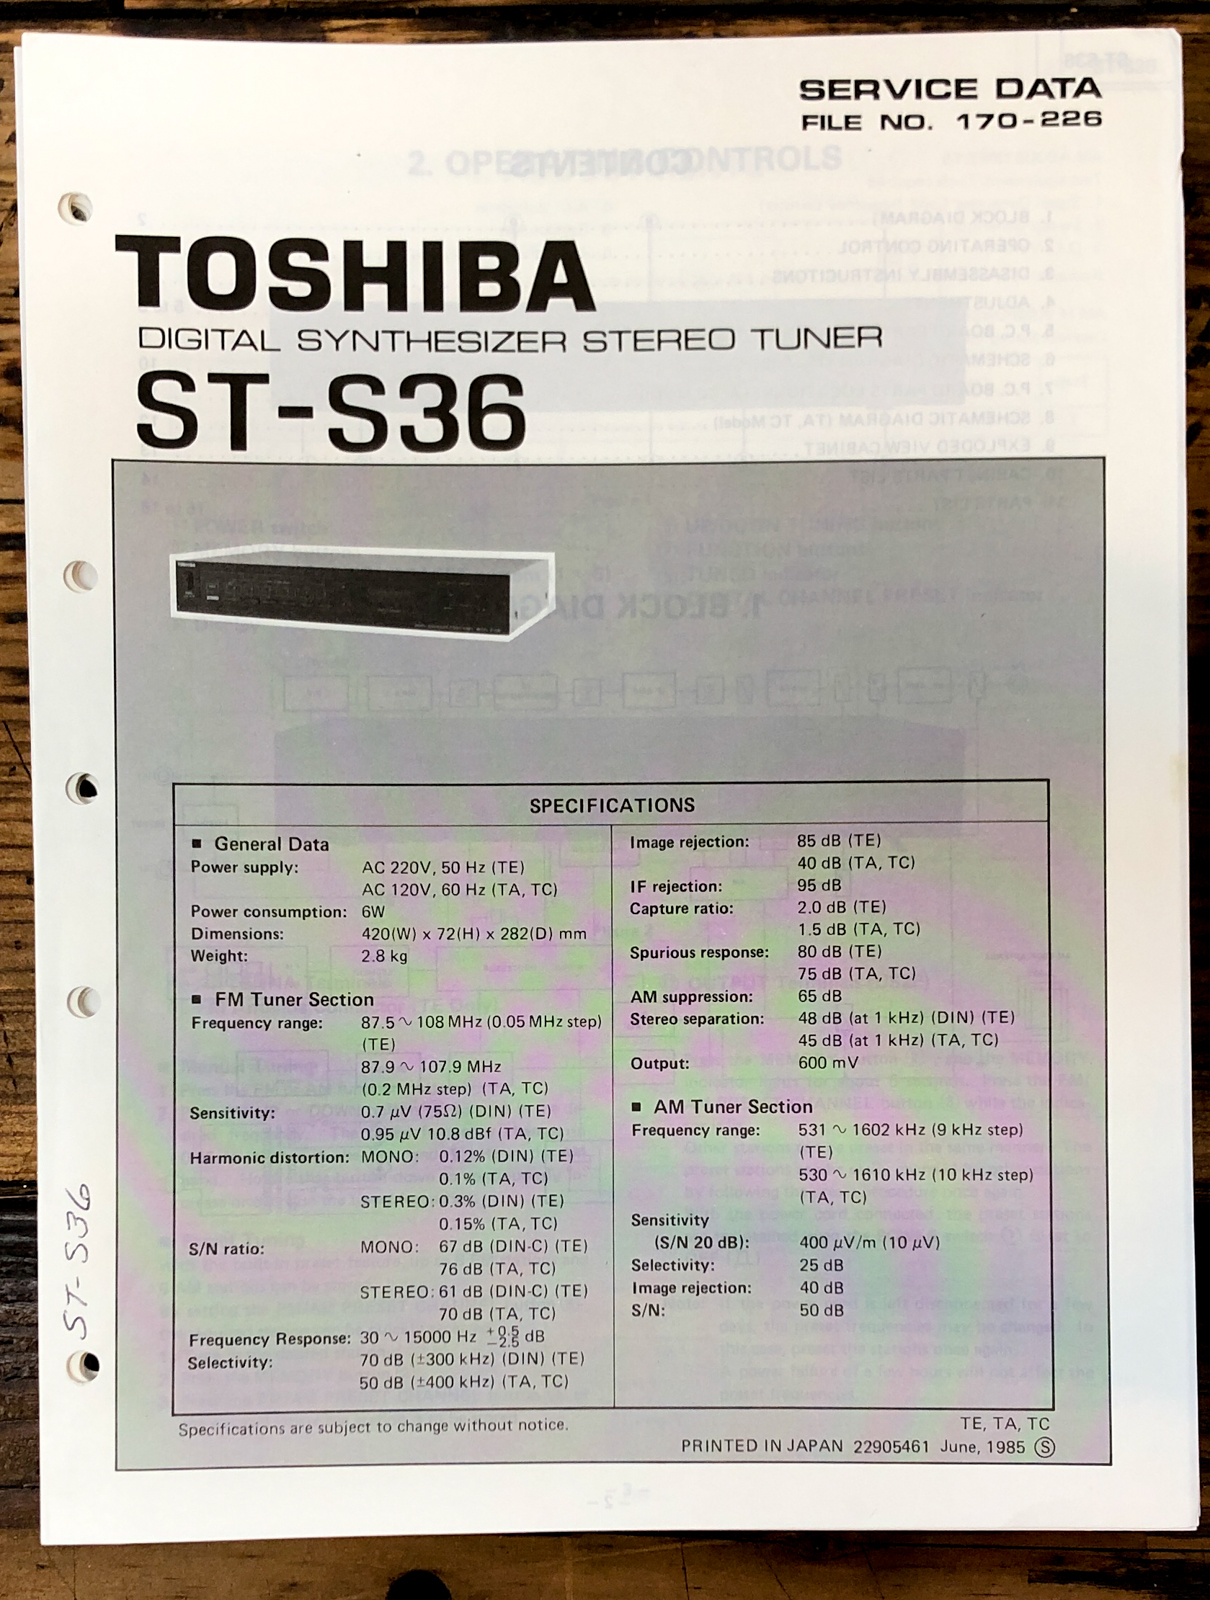 SERVICE DATA
FILE NO. 170-226
TOSHIBA
DIGITAL SYNTHESIZER STEREO TUNER
ST-S36
TOSHIBA
SPECIFICATIONS
■ General Data
Power supply: AC 220V, 50 Hz (TE)
AC 120V, 60 Hz (TA, TC)
Power consumption: 6W
Dimensions: 420(W) x 72(H) x 282(D) mm
Weight: 2.8 kg
■ FM Tuner Section
Frequency range: 87.5 ~ 108 MHz (0.05 MHz step)
(TE)
87.9 ~ 107.9 MHz
(0.2 MHz step) (TA, TC)
Sensitivity: 0.7 µV (75Ω) (DIN) (TE)
0.95 µV 10.8 dBf (TA, TC)
Harmonic distortion: MONO: 0.12% (DIN) (TE)
0.1% (TA, TC)
STEREO: 0.3% (DIN) (TE)
0.15% (TA, TC)
S/N ratio: MONO: 67 dB (DIN-C) (TE)
76 dB (TA, TC)
STEREO: 61 dB (DIN-C) (TE)
70 dB (TA, TC)
Frequency Response: 30 ~ 15000 Hz +0.5 −2.5 dB
Selectivity: 70 dB (±300 kHz) (DIN) (TE)
50 dB (±400 kHz) (TA, TC)
Image rejection: 85 dB (TE)
40 dB (TA, TC)
IF rejection: 95 dB
Capture ratio: 2.0 dB (TE)
1.5 dB (TA, TC)
Spurious response: 80 dB (TE)
75 dB (TA, TC)
AM suppression: 65 dB
Stereo separation: 48 dB (at 1 kHz) (DIN) (TE)
45 dB (at 1 kHz) (TA, TC)
Output: 600 mV
■ AM Tuner Section
Frequency range: 531 ~ 1602 kHz (9 kHz step)
(TE)
530 ~ 1610 kHz (10 kHz step)
(TA, TC)
Sensitivity
(S/N 20 dB): 400 µV/m (10 µV)
Selectivity: 25 dB
Image rejection: 40 dB
S/N: 50 dB
Specifications are subject to change without notice.
TE, TA, TC
PRINTED IN JAPAN 22905461 June, 1985 Ⓢ
ST-S36